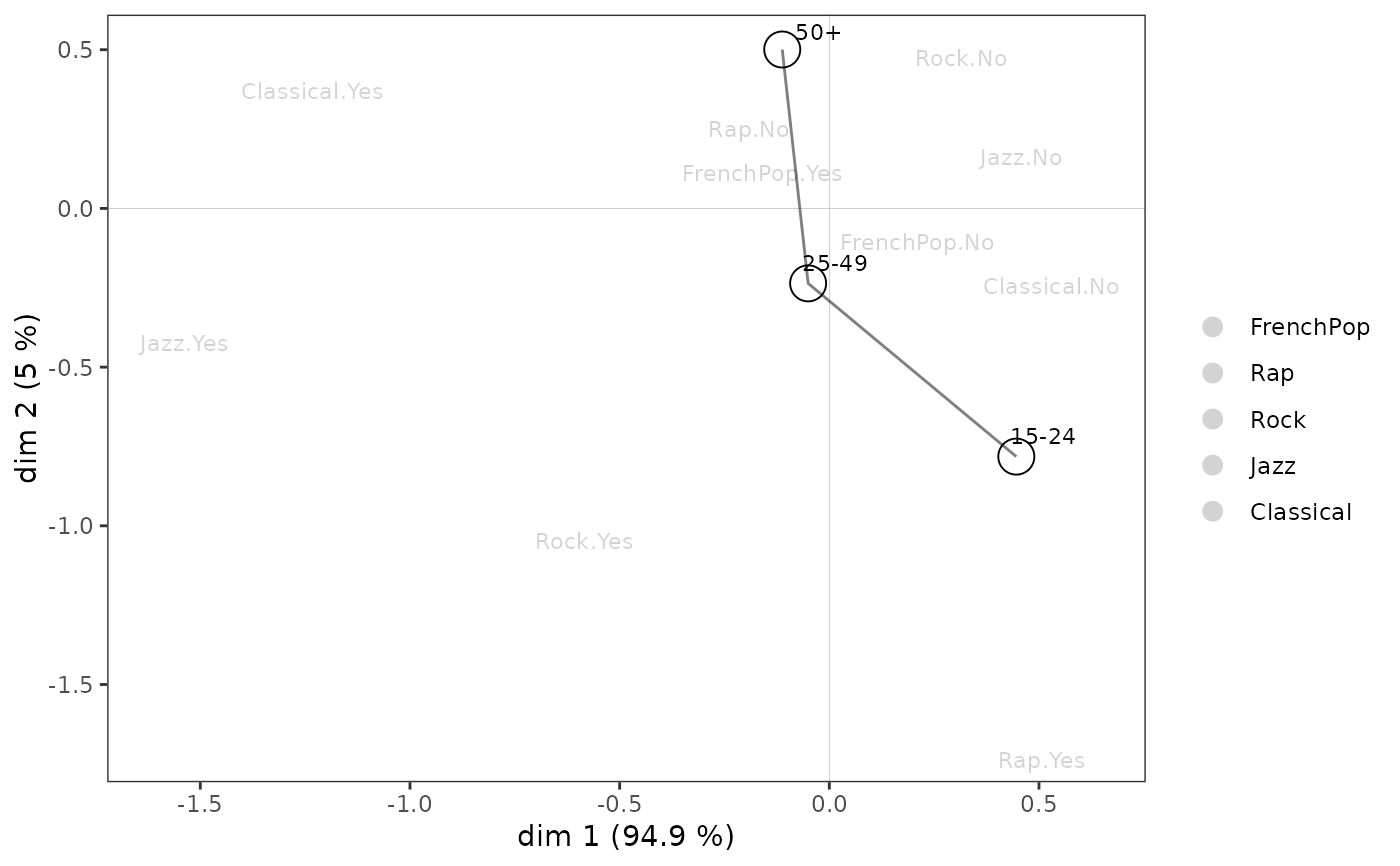 50+
0.5
Rock.No
Classical.Yes
Rap.No
Jazz.No
FrenchPop.Yes
0.0
FrenchPop.No
25-49
Classical.No
Jazz.Yes
-0.5
15-24
-1.0
Rock.Yes
-1.5
Rap.Yes
dim 2 (5 %)
-1.5
-1.0
-0.5
0.0
0.5
dim 1 (94.9 %)
FrenchPop
Rap
Rock
Jazz
Classical